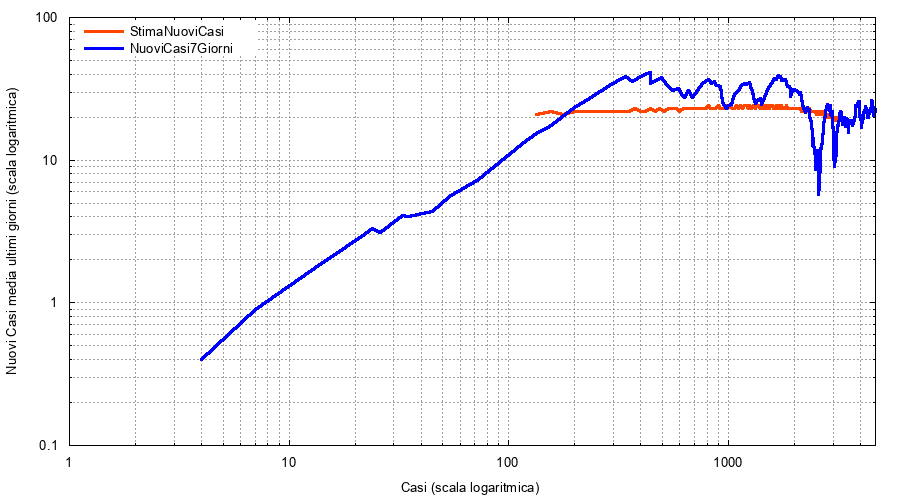 100
StimaNuoviCasi
NuoviCasi7Giorni
10
1
0.1
Nuovi Casi media ultimi giorni (scala logaritmica)
1 10 100 1000
Casi (scala logaritmica)